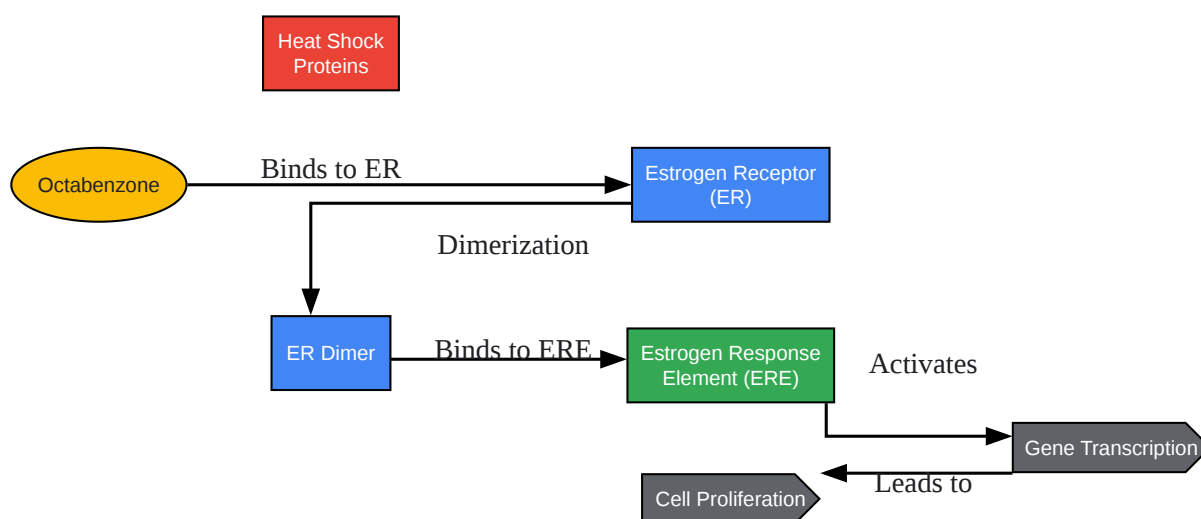 Heat Shock
Proteins
Octabenzone
Binds to ER
Estrogen Receptor
(ER)
Dimerization
ER Dimer
Binds to ERE
Estrogen Response
Element (ERE)
Activates
Gene Transcription
Leads to
Cell Proliferation